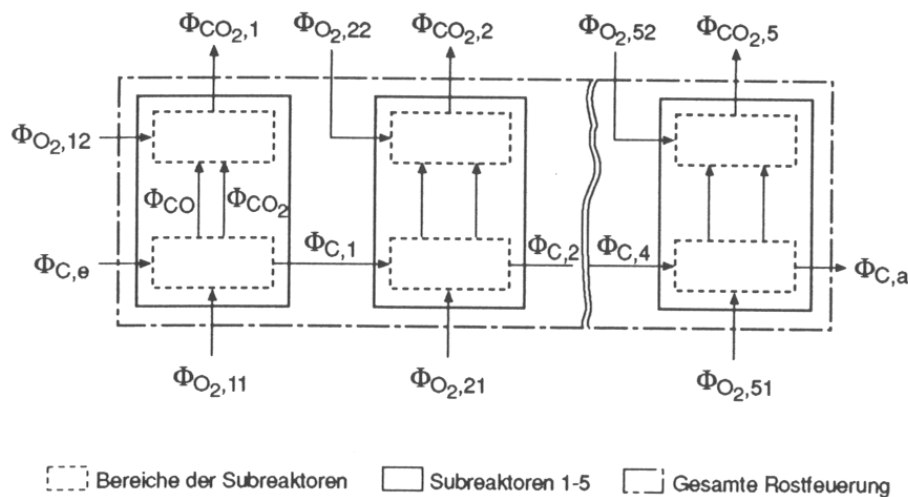 Φ_CO₂,1 Φ_O₂,22 Φ_CO₂,2 Φ_O₂,52 Φ_CO₂,5
Φ_O₂,12
Φ_CO Φ_CO₂
Φ_C,e Φ_C,1 Φ_C,2 Φ_C,4 Φ_C,a
Φ_O₂,11 Φ_O₂,21 Φ_O₂,51
Bereiche der Subreaktoren Subreaktoren 1-5 Gesamte Rostfeuerung